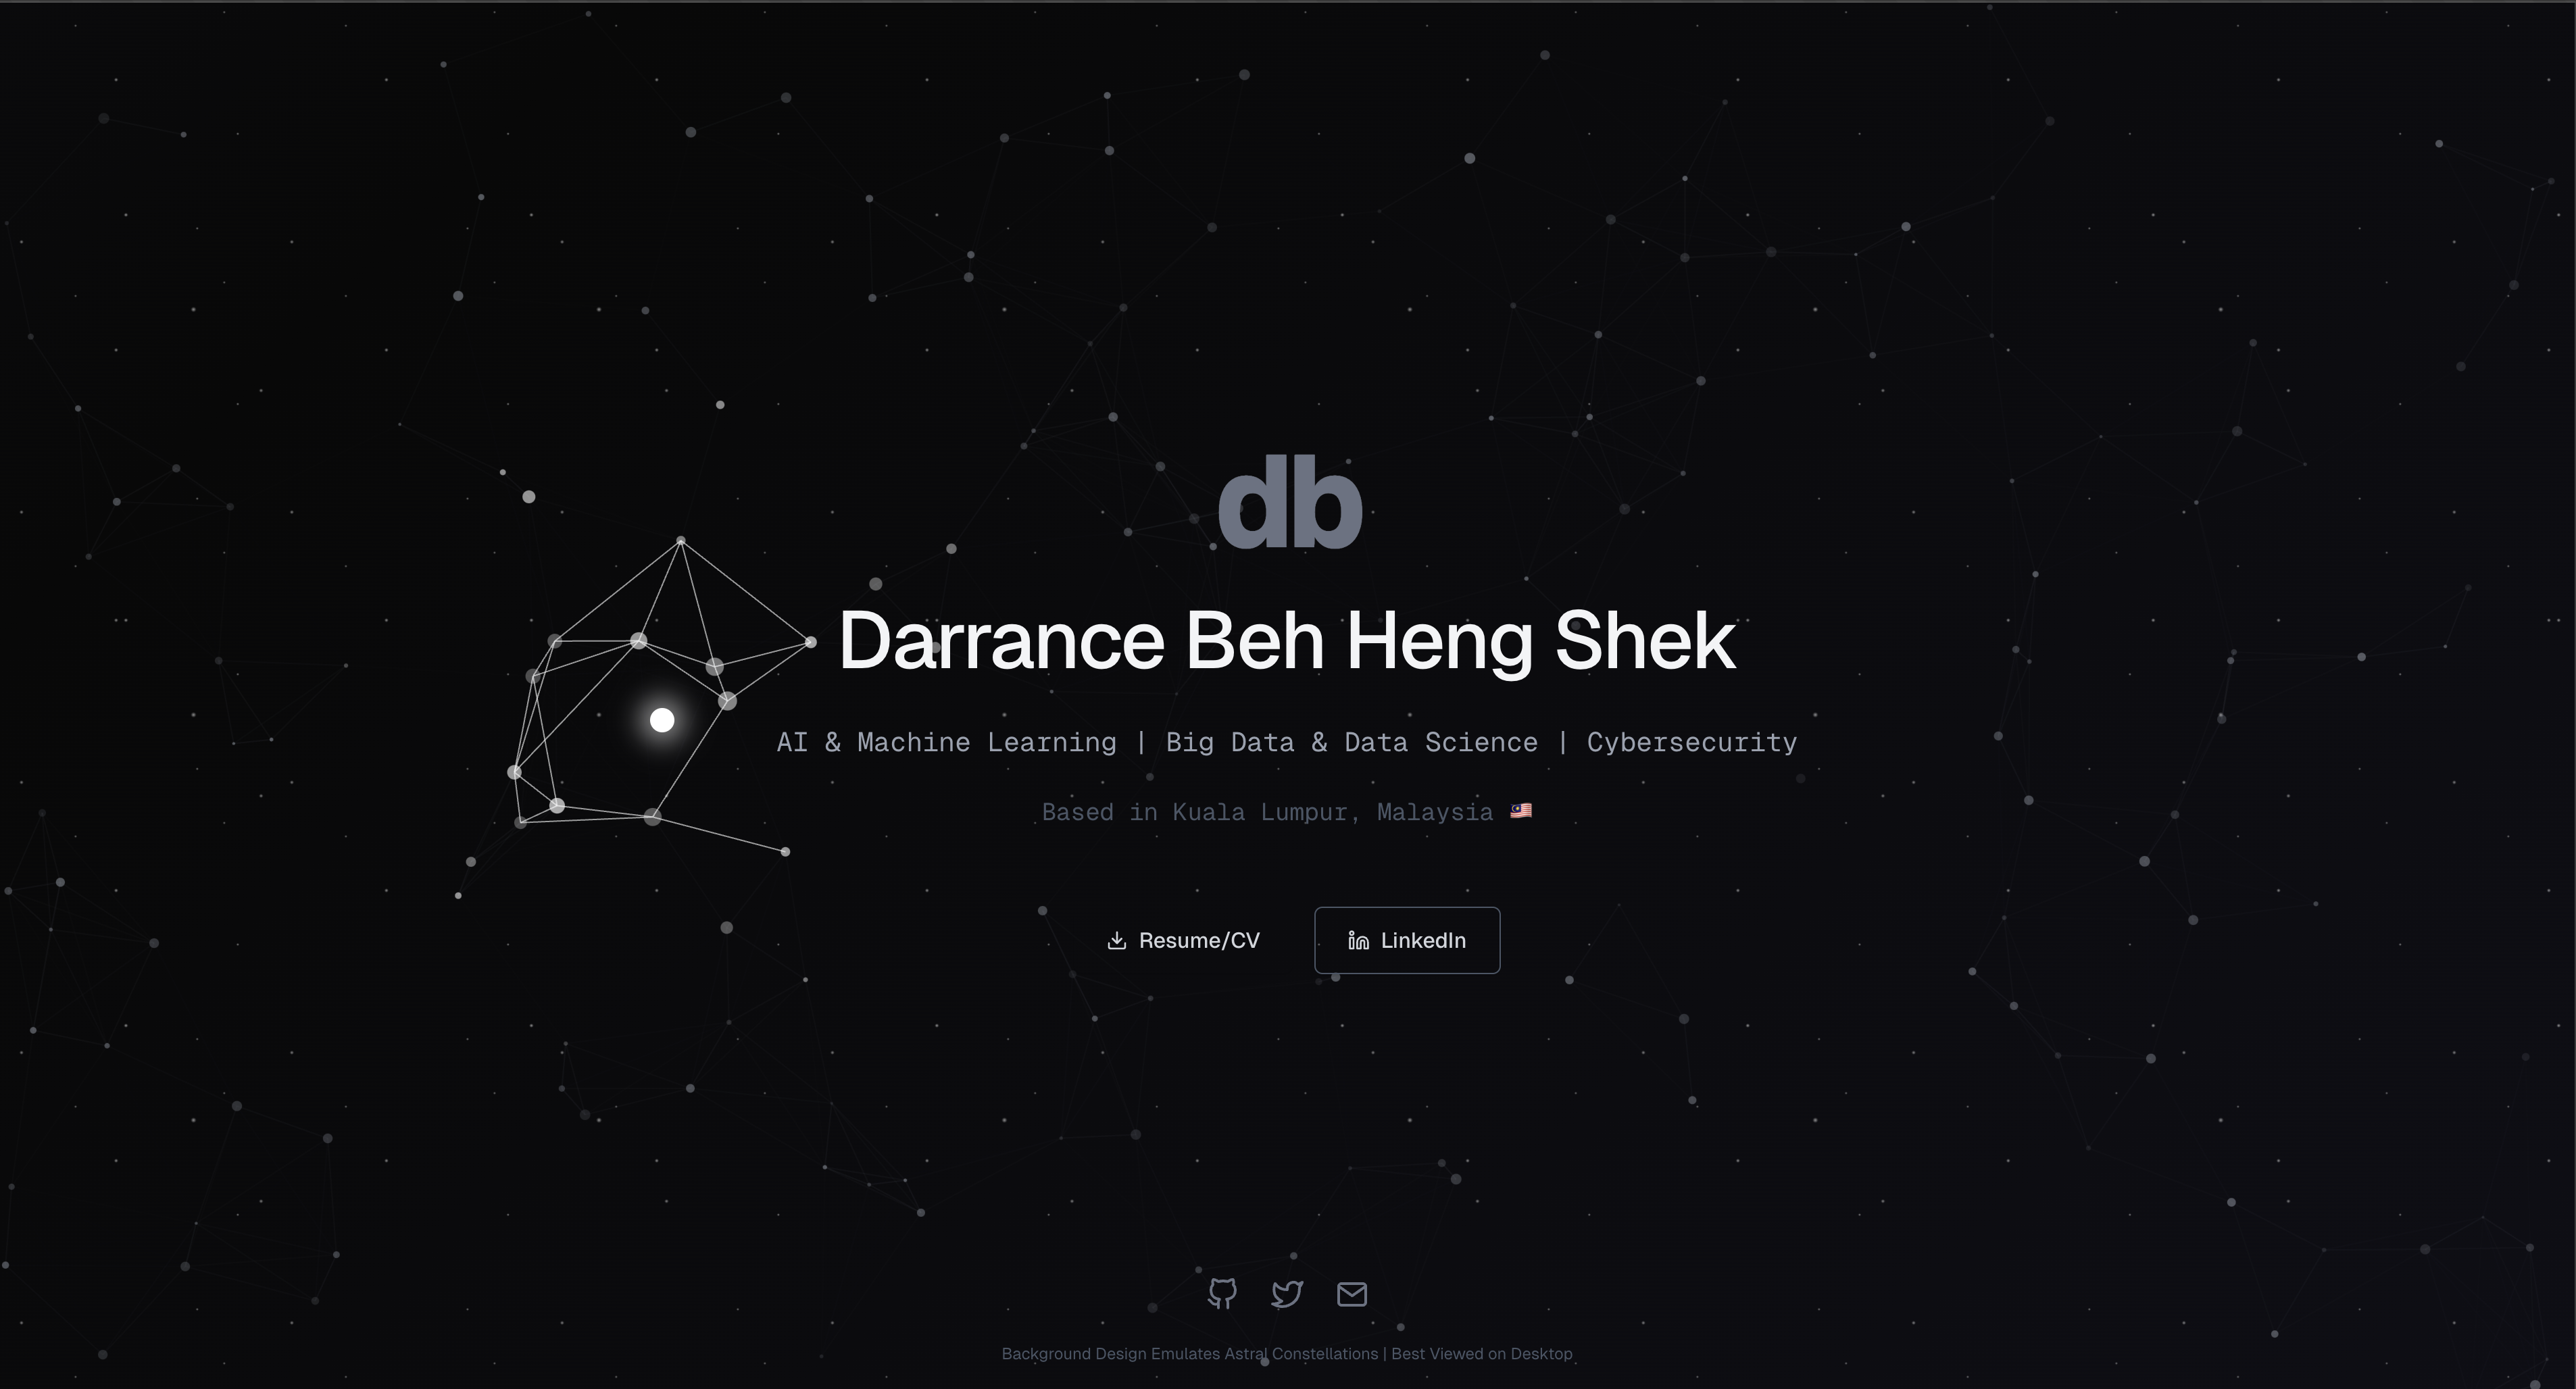 db
Darrance Beh Heng Shek
AI & Machine Learning | Big Data & Data Science | Cybersecurity
Based in Kuala Lumpur, Malaysia 🇲🇾
Resume/CV
LinkedIn
Background Design Emulates Astral Constellations | Best Viewed on Desktop